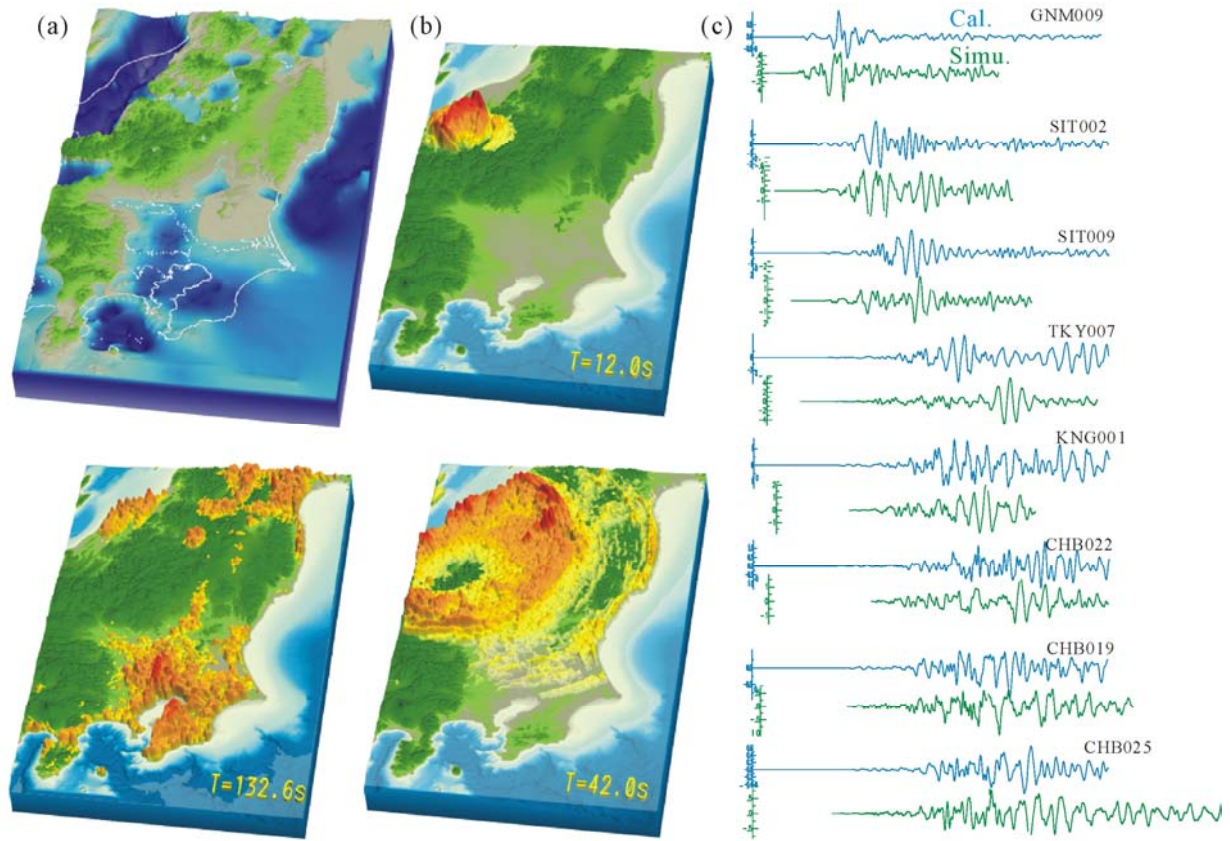 (a)
(b)
(c)
Cal.
GNM009
Simu.
SIT002
SIT009
T=12.0s
TKY007
KNG001
CHB022
CHB019
CHB025
T=132.6s
T=42.0s